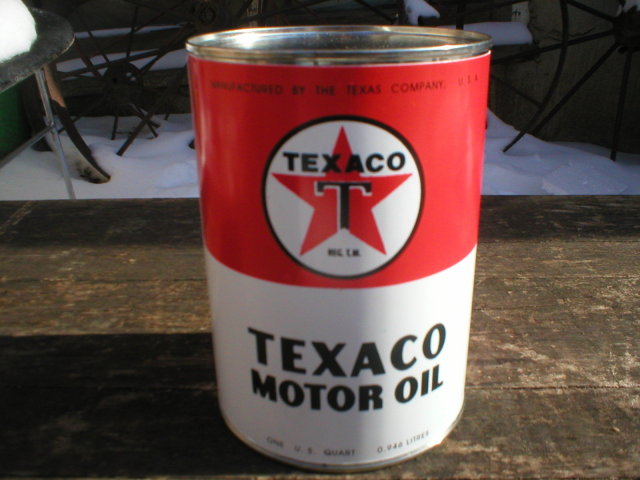 MANUFACTURED BY THE TEXAS COMPANY, U.S.A.
TEXACO
T
REG. T.M.
TEXACO
MOTOR OIL
ONE U.S. QUART 0.946 LITRES